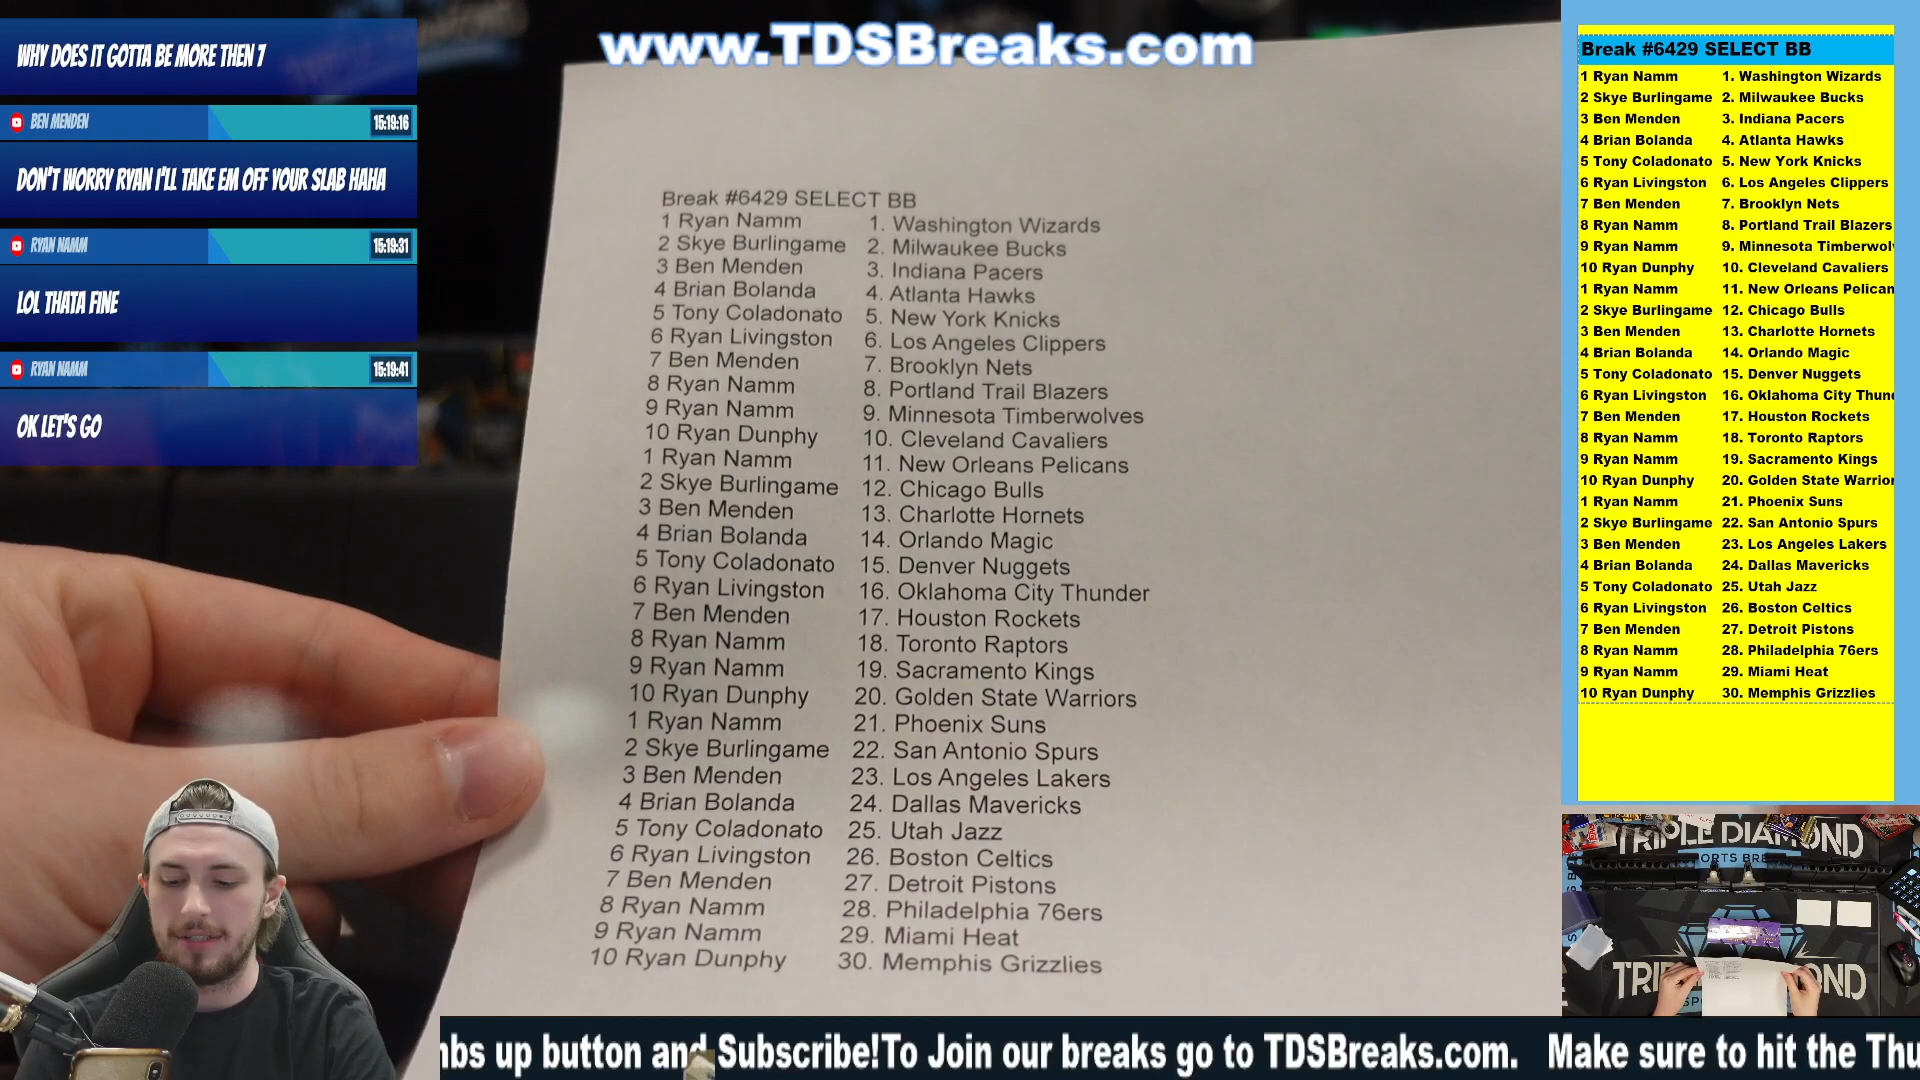 www.TDSBreaks.com
WHY DOES IT GOTTA BE MORE THEN 7
BEN MENDEN 15:19:16
DON'T WORRY RYAN I'LL TAKE EM OFF YOUR SLAB HAHA
RYAN NAMM 15:19:31
LOL THATA FINE
RYAN NAMM 15:19:41
OK LET'S GO
Break #6429 SELECT BB
1 Ryan Namm 1. Washington Wizards
2 Skye Burlingame 2. Milwaukee Bucks
3 Ben Menden 3. Indiana Pacers
4 Brian Bolanda 4. Atlanta Hawks
5 Tony Coladonato 5. New York Knicks
6 Ryan Livingston 6. Los Angeles Clippers
7 Ben Menden 7. Brooklyn Nets
8 Ryan Namm 8. Portland Trail Blazers
9 Ryan Namm 9. Minnesota Timberwolves
10 Ryan Dunphy 10. Cleveland Cavaliers
1 Ryan Namm 11. New Orleans Pelicans
2 Skye Burlingame 12. Chicago Bulls
3 Ben Menden 13. Charlotte Hornets
4 Brian Bolanda 14. Orlando Magic
5 Tony Coladonato 15. Denver Nuggets
6 Ryan Livingston 16. Oklahoma City Thunder
7 Ben Menden 17. Houston Rockets
8 Ryan Namm 18. Toronto Raptors
9 Ryan Namm 19. Sacramento Kings
10 Ryan Dunphy 20. Golden State Warriors
1 Ryan Namm 21. Phoenix Suns
2 Skye Burlingame 22. San Antonio Spurs
3 Ben Menden 23. Los Angeles Lakers
4 Brian Bolanda 24. Dallas Mavericks
5 Tony Coladonato 25. Utah Jazz
6 Ryan Livingston 26. Boston Celtics
7 Ben Menden 27. Detroit Pistons
8 Ryan Namm 28. Philadelphia 76ers
9 Ryan Namm 29. Miami Heat
10 Ryan Dunphy 30. Memphis Grizzlies
Break #6429 SELECT BB
1 Ryan Namm 1. Washington Wizards
2 Skye Burlingame 2. Milwaukee Bucks
3 Ben Menden 3. Indiana Pacers
4 Brian Bolanda 4. Atlanta Hawks
5 Tony Coladonato 5. New York Knicks
6 Ryan Livingston 6. Los Angeles Clippers
7 Ben Menden 7. Brooklyn Nets
8 Ryan Namm 8. Portland Trail Blazers
9 Ryan Namm 9. Minnesota Timberwol
10 Ryan Dunphy 10. Cleveland Cavaliers
1 Ryan Namm 11. New Orleans Pelican
2 Skye Burlingame 12. Chicago Bulls
3 Ben Menden 13. Charlotte Hornets
4 Brian Bolanda 14. Orlando Magic
5 Tony Coladonato 15. Denver Nuggets
6 Ryan Livingston 16. Oklahoma City Thun
7 Ben Menden 17. Houston Rockets
8 Ryan Namm 18. Toronto Raptors
9 Ryan Namm 19. Sacramento Kings
10 Ryan Dunphy 20. Golden State Warrior
1 Ryan Namm 21. Phoenix Suns
2 Skye Burlingame 22. San Antonio Spurs
3 Ben Menden 23. Los Angeles Lakers
4 Brian Bolanda 24. Dallas Mavericks
5 Tony Coladonato 25. Utah Jazz
6 Ryan Livingston 26. Boston Celtics
7 Ben Menden 27. Detroit Pistons
8 Ryan Namm 28. Philadelphia 76ers
9 Ryan Namm 29. Miami Heat
10 Ryan Dunphy 30. Memphis Grizzlies
TRIPLE DIAMOND
TRI MOND
nbs up button and Subscribe!To Join our breaks go to TDSBreaks.com. Make sure to hit the Thu